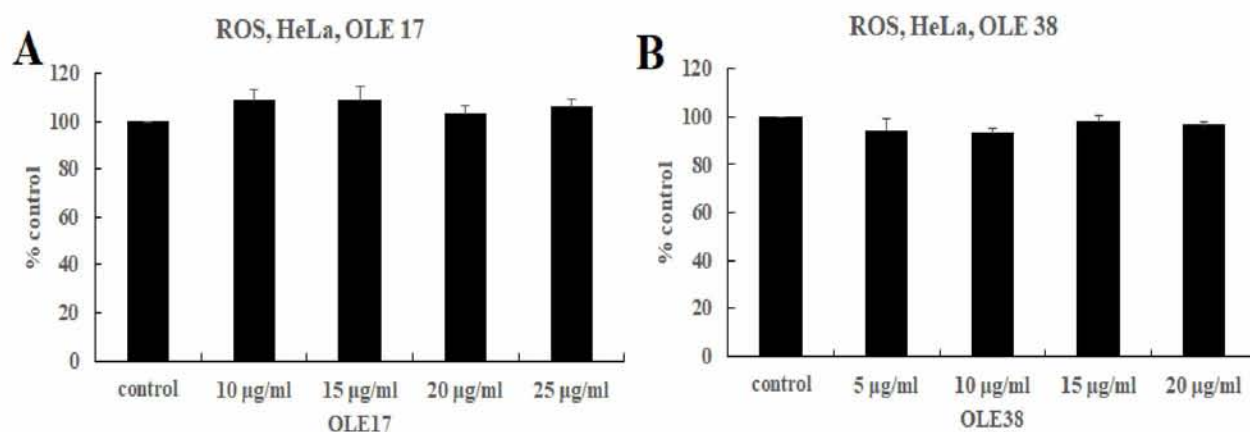 A
ROS, HeLa, OLE 17
120
100
80
60
40
20
0
% control
control 10 µg/ml 15 µg/ml 20 µg/ml 25 µg/ml
OLE17
B
ROS, HeLa, OLE 38
120
100
80
60
40
20
0
% control
control 5 µg/ml 10 µg/ml 15 µg/ml 20 µg/ml
OLE38